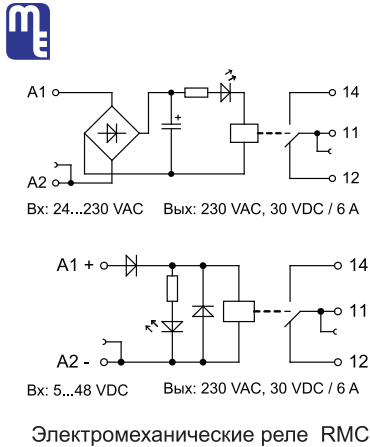 mE
A1
14
11
A2
12
Вх: 24...230 VAC Вых: 230 VAC, 30 VDC / 6 A
A1 +
14
11
A2 -
12
Вх: 5...48 VDC Вых: 230 VAC, 30 VDC / 6 A
Электромеханические реле RMC